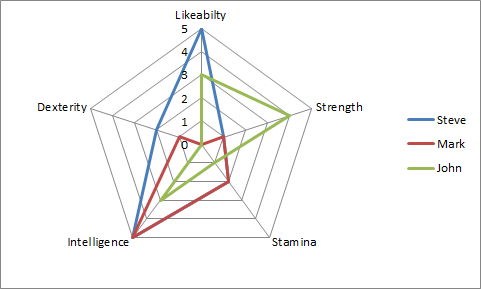 Likeabilty
5
4
3
2
1
0
Dexterity
Strength
Intelligence
Stamina
Steve
Mark
John